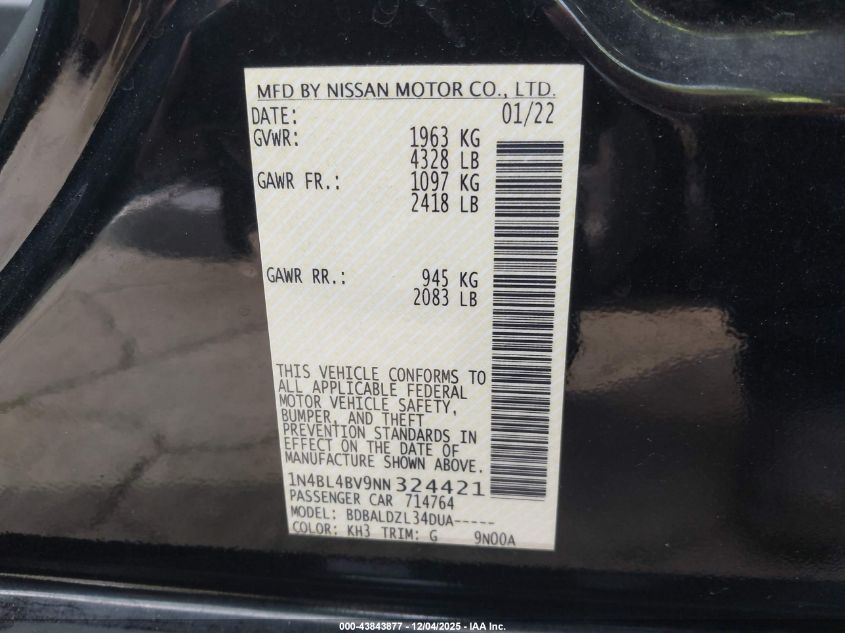 MFD BY NISSAN MOTOR CO., LTD.
DATE: 01/22
GVWR: 1963 KG
4328 LB
GAWR FR.: 1097 KG
2418 LB
GAWR RR.: 945 KG
2083 LB
THIS VEHICLE CONFORMS TO
ALL APPLICABLE FEDERAL
MOTOR VEHICLE SAFETY,
BUMPER, AND THEFT
PREVENTION STANDARDS IN
EFFECT ON THE DATE OF
MANUFACTURE SHOWN ABOVE.
1N4BL4BV9NN324421
PASSENGER CAR 714764
MODEL: BDBALDZL34DUA-----
COLOR: KH3 TRIM: G 9N00A
000-43843877 - 12/04/2025 - IAA Inc.